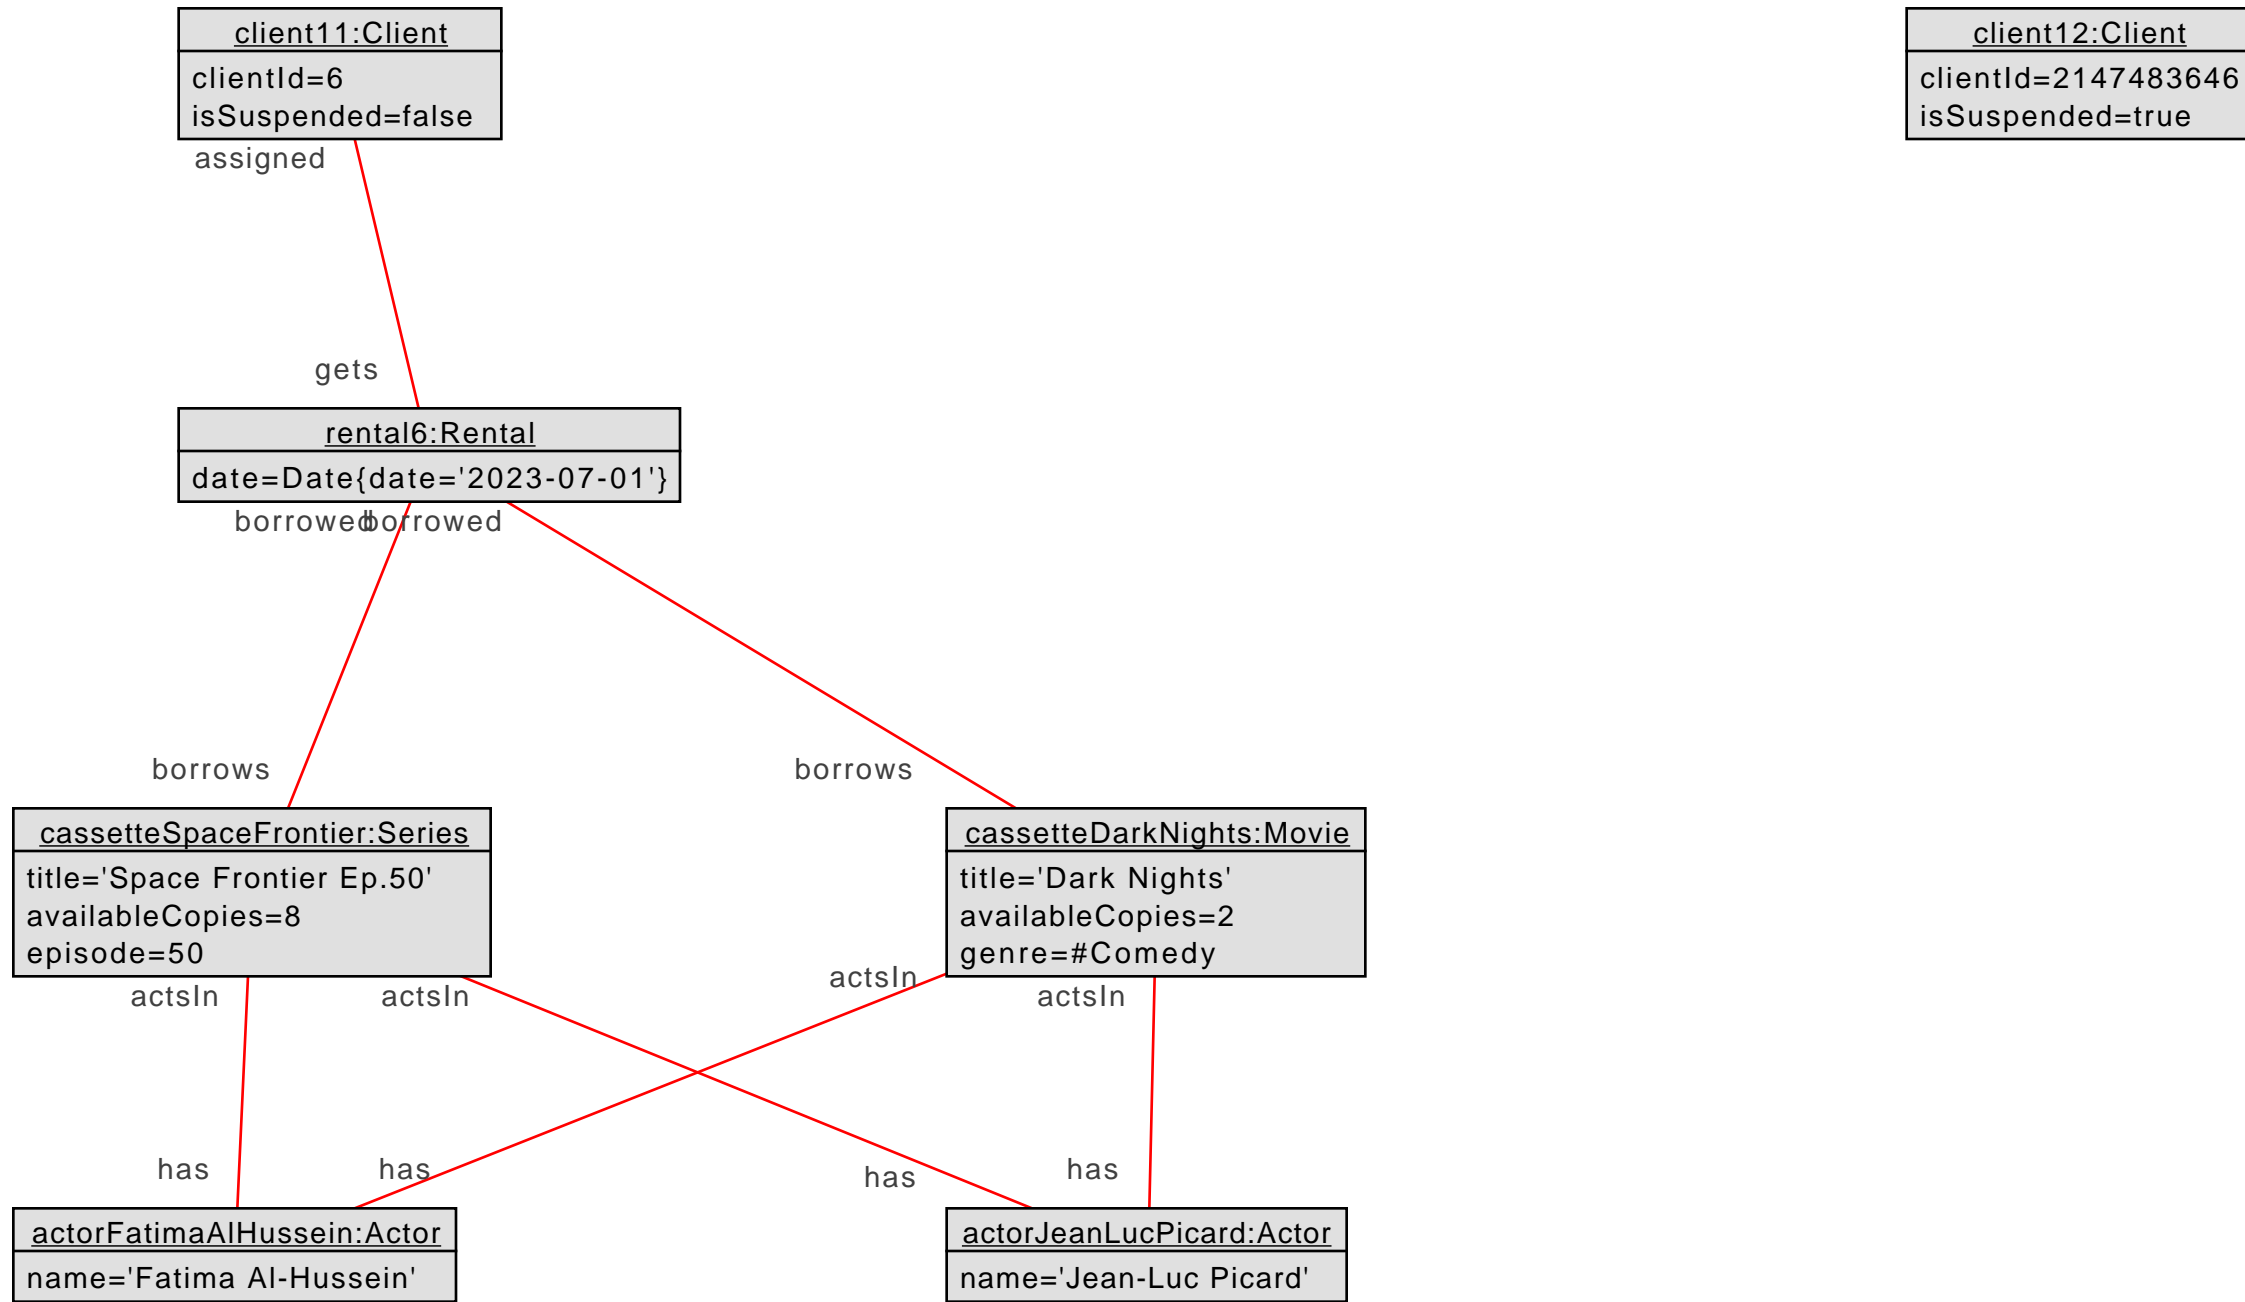 client11:Client
clientId=6
isSuspended=false
client12:Client
clientId=2147483646
isSuspended=true
assigned
gets
rental6:Rental
date=Date{date='2023-07-01'}
borrowed
borrowed
borrows
borrows
cassetteSpaceFrontier:Series
title='Space Frontier Ep.50'
availableCopies=8
episode=50
cassetteDarkNights:Movie
title='Dark Nights'
availableCopies=2
genre=#Comedy
actsIn
actsIn
actsIn
actsIn
has
has
has
has
actorFatimaAlHussein:Actor
name='Fatima Al-Hussein'
actorJeanLucPicard:Actor
name='Jean-Luc Picard'